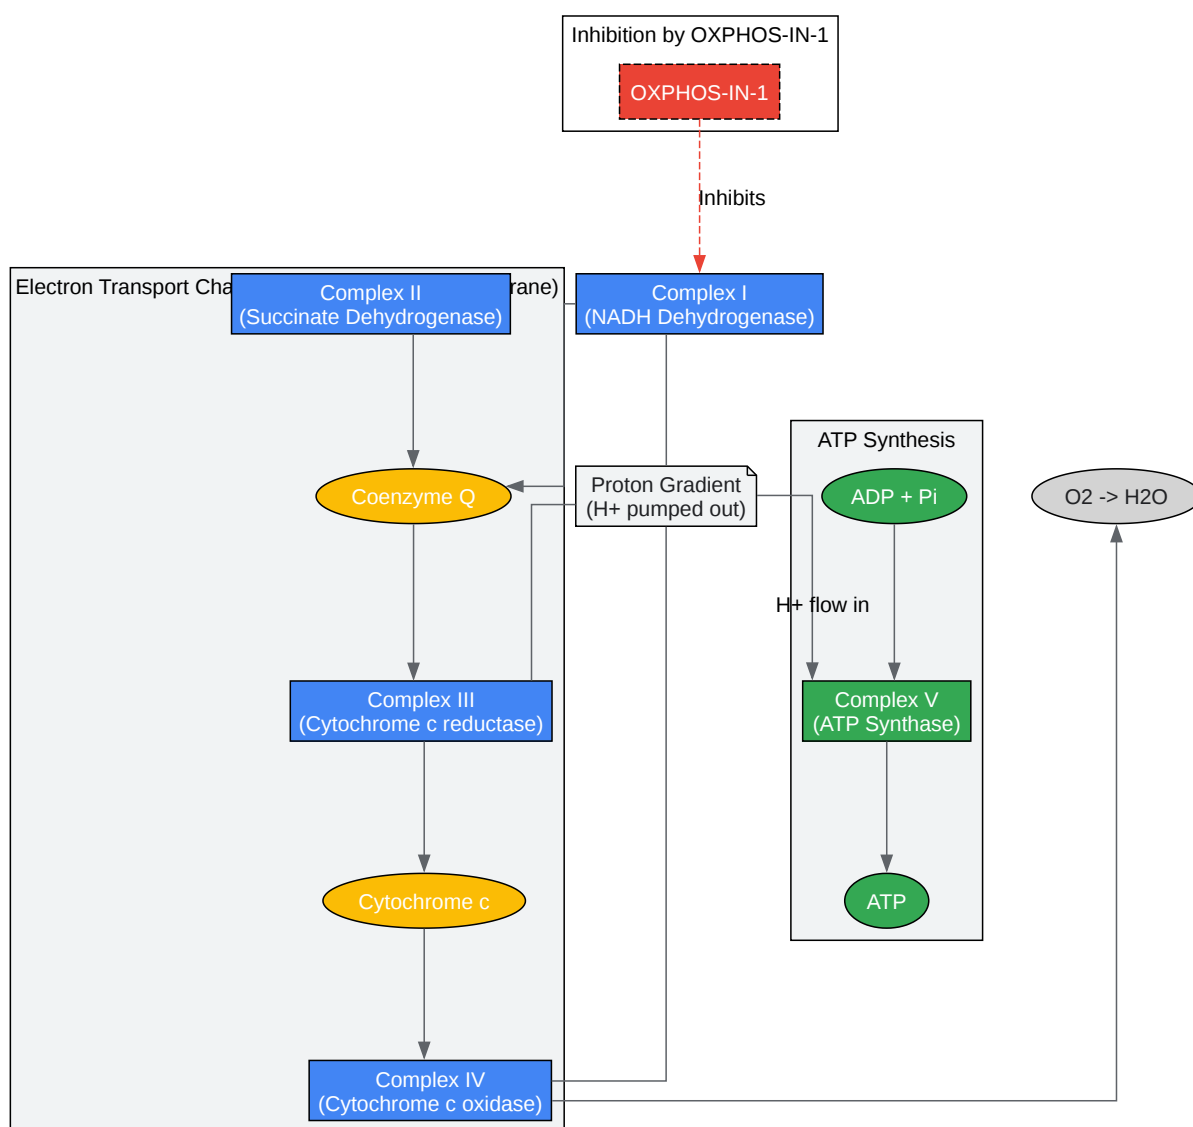 Inhibition by OXPHOS-IN-1
OXPHOS-IN-1
Inhibits
Electron Transport Cha
rane)
Complex II
(Succinate Dehydrogenase)
Complex I
(NADH Dehydrogenase)
ATP Synthesis
Coenzyme Q
Proton Gradient
(H+ pumped out)
ADP + Pi
O2 -> H2O
H+ flow in
Complex III
(Cytochrome c reductase)
Complex V
(ATP Synthase)
Cytochrome c
ATP
Complex IV
(Cytochrome c oxidase)